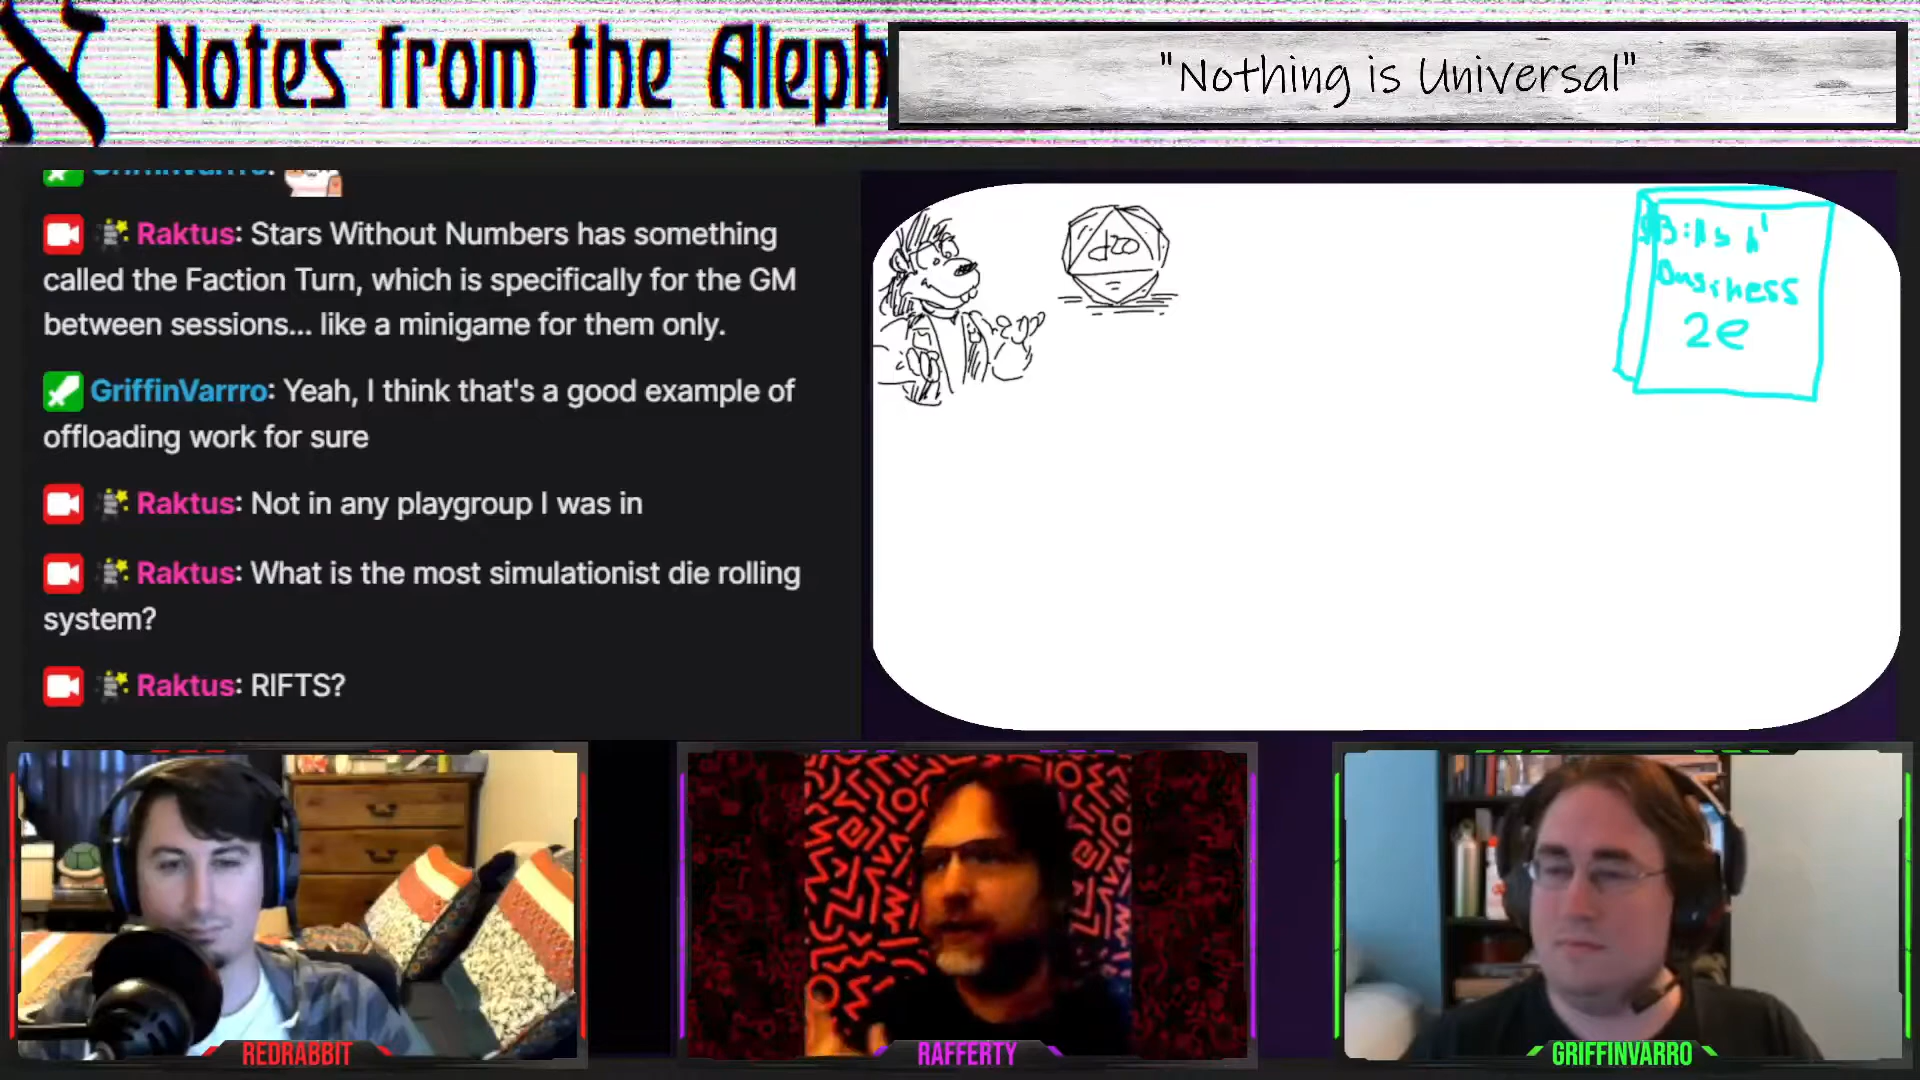 א Notes from the Aleph
"Nothing is Universal"
GriffinVarrro:
Raktus: Stars Without Numbers has something
called the Faction Turn, which is specifically for the GM
between sessions... like a minigame for them only.
GriffinVarrro: Yeah, I think that's a good example of
offloading work for sure
Raktus: Not in any playgroup I was in
Raktus: What is the most simulationist die rolling
system?
Raktus: RIFTS?
d20
Business
2e
REDRABBIT
RAFFERTY
GRIFFINVARRO